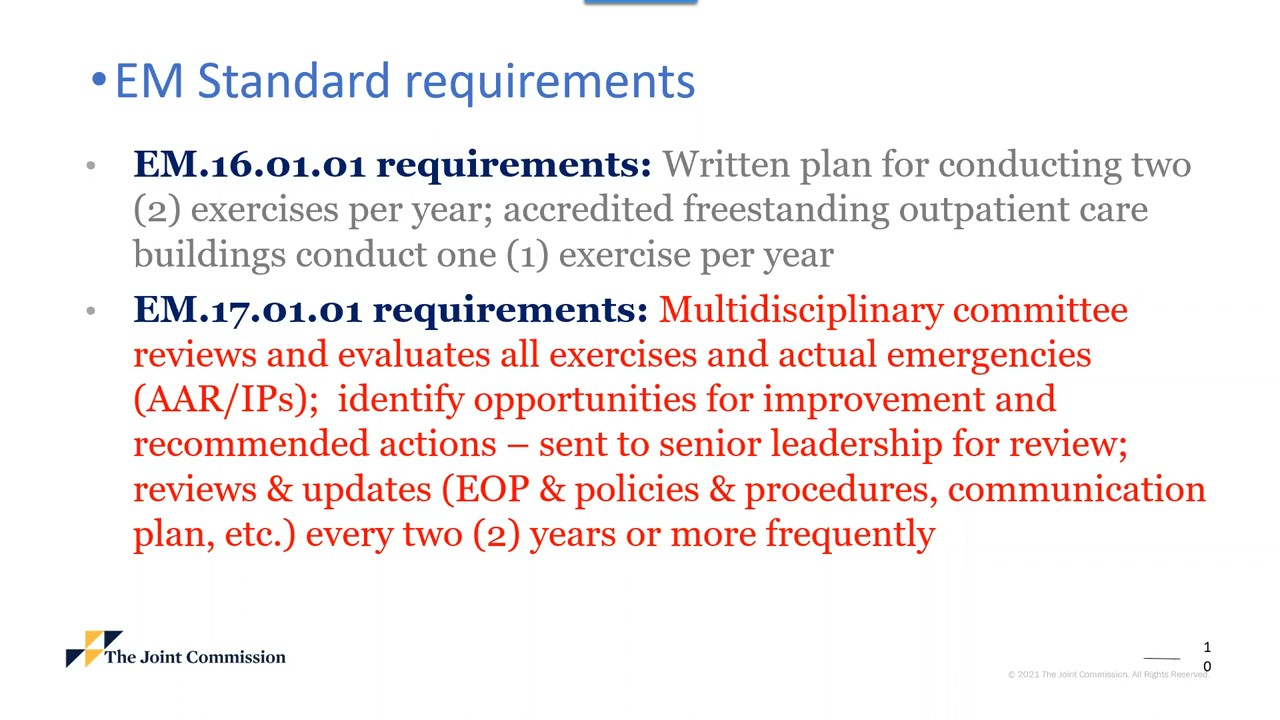 •EM Standard requirements
• EM.16.01.01 requirements: Written plan for conducting two
(2) exercises per year; accredited freestanding outpatient care
buildings conduct one (1) exercise per year
• EM.17.01.01 requirements: Multidisciplinary committee
reviews and evaluates all exercises and actual emergencies
(AAR/IPs);  identify opportunities for improvement and
recommended actions – sent to senior leadership for review;
reviews & updates (EOP & policies & procedures, communication
plan, etc.) every two (2) years or more frequently
The Joint Commission
1
0
© 2021 The Joint Commission. All Rights Reserved.